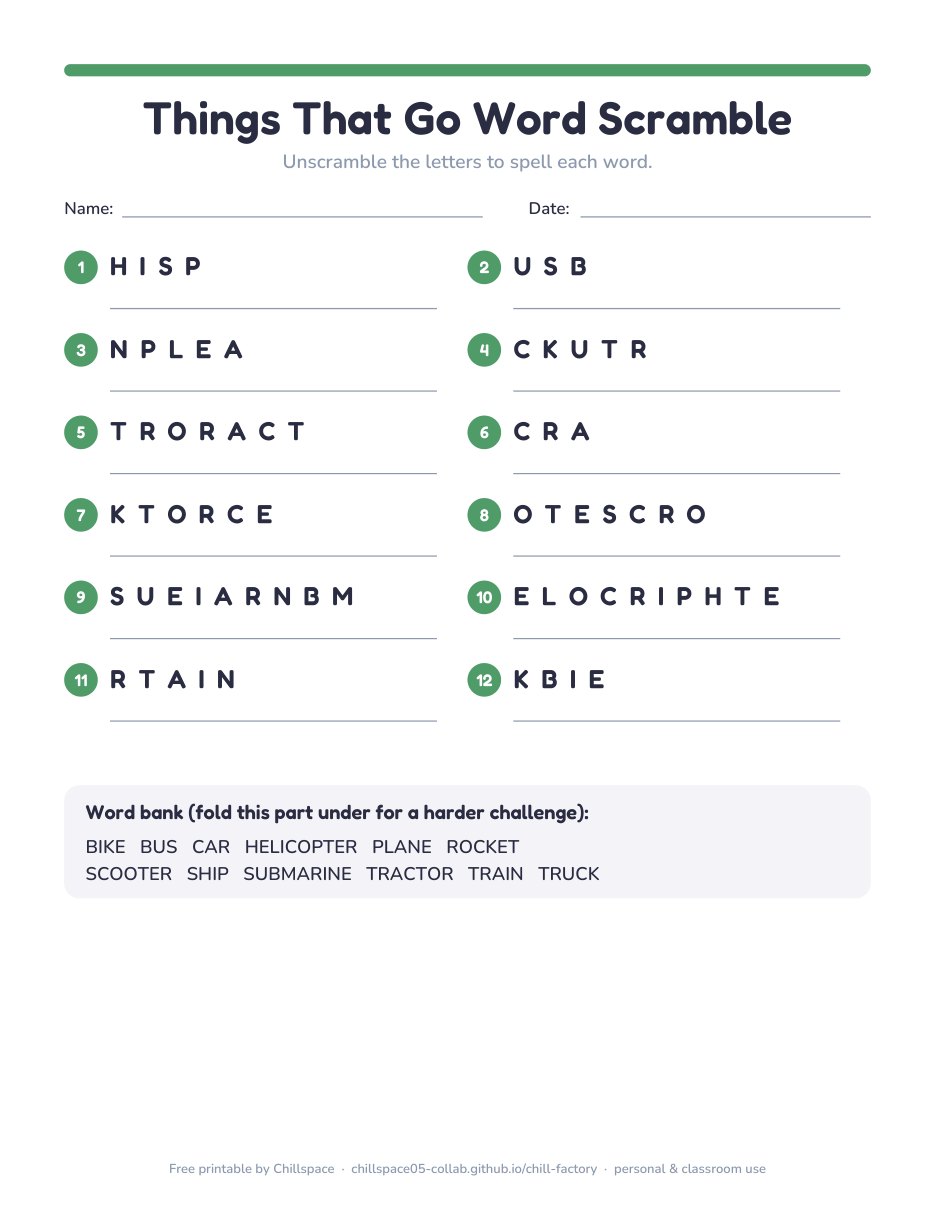 Things That Go Word Scramble
Unscramble the letters to spell each word.
Name: Date:
1 H I S P
2 U S B
3 N P L E A
4 C K U T R
5 T R O R A C T
6 C R A
7 K T O R C E
8 O T E S C R O
9 S U E I A R N B M
10 E L O C R I P H T E
11 R T A I N
12 K B I E
Word bank (fold this part under for a harder challenge):
BIKE BUS CAR HELICOPTER PLANE ROCKET
SCOOTER SHIP SUBMARINE TRACTOR TRAIN TRUCK
Free printable by Chillspace · chillspace05-collab.github.io/chill-factory · personal & classroom use